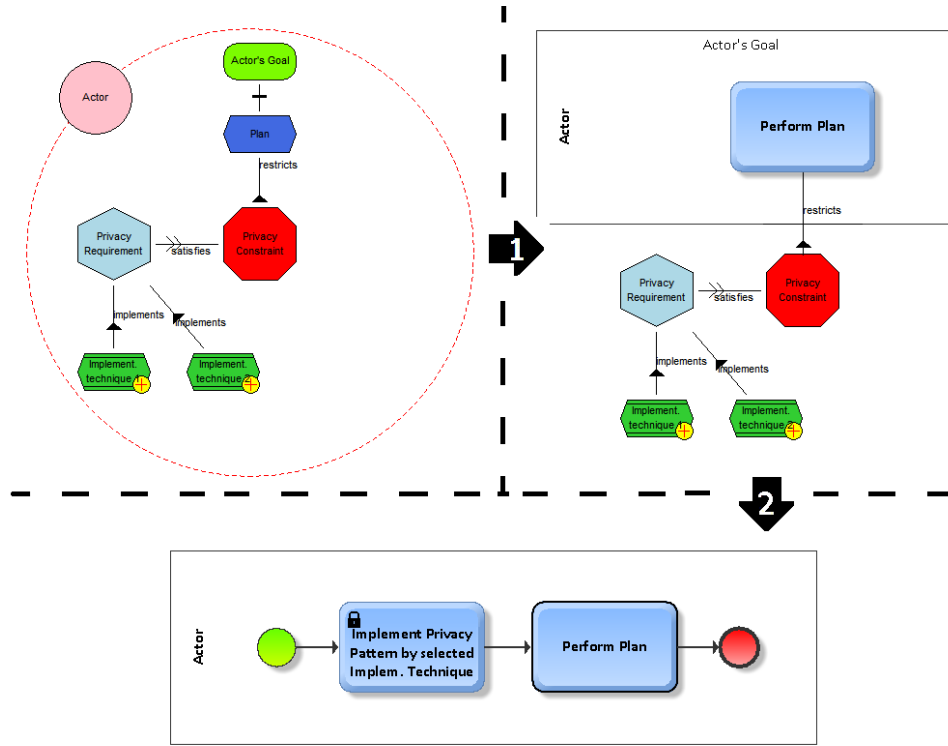 Actor's Goal
Actor
Plan
restricts
Privacy
Requirement
satisfies
Privacy
Constraint
implements
implements
Implement.
technique 1
Implement.
technique 2
1
Actor's Goal
Actor
Perform Plan
restricts
Privacy
Requirement
satisfies
Privacy
Constraint
implements
implements
Implement.
technique 1
Implement.
technique 2
2
Actor
Implement Privacy
Pattern by selected
Implem. Technique
Perform Plan